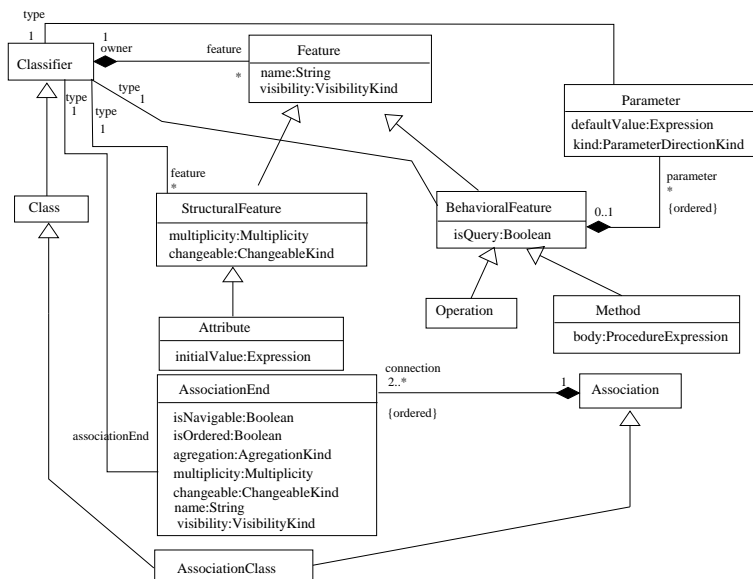 type
1
1
owner
Classifier
feature
*
Feature
name:String
visibility:VisibilityKind
Parameter
defaultValue:Expression
kind:ParameterDirectionKind
type
1
type
1
type
1
feature
*
parameter
*
{ordered}
Class
StructuralFeature
multiplicity:Multiplicity
changeable:ChangeableKind
BehavioralFeature
isQuery:Boolean
0..1
Operation
Method
body:ProcedureExpression
Attribute
initialValue:Expression
AssociationEnd
isNavigable:Boolean
isOrdered:Boolean
agregation:AgregationKind
multiplicity:Multiplicity
changeable:ChangeableKind
name:String
visibility:VisibilityKind
associationEnd
connection
2..*
{ordered}
1
Association
AssociationClass